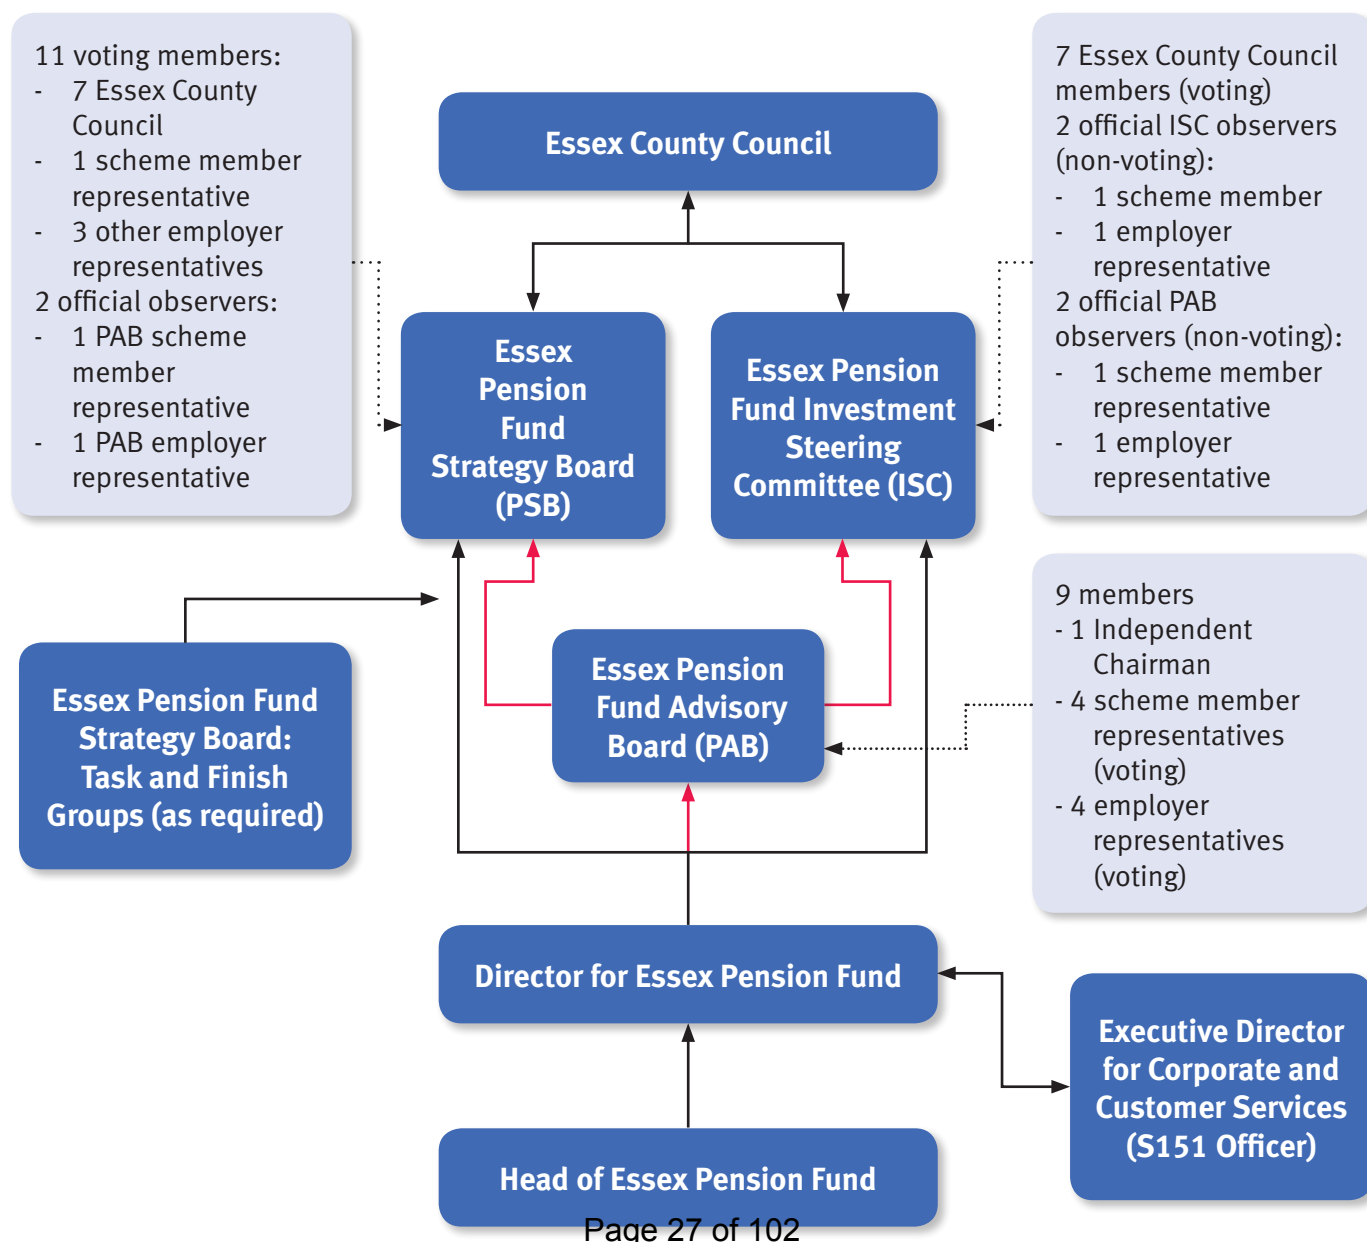 11 voting members:
- 7 Essex County
Council
- 1 scheme member
representative
- 3 other employer
representatives
2 official observers:
- 1 PAB scheme
member
representative
- 1 PAB employer
representative
Essex County Council
7 Essex County Council
members (voting)
2 official ISC observers
(non-voting):
- 1 scheme member
- 1 employer
representative
2 official PAB
observers (non-voting):
- 1 scheme member
representative
- 1 employer
representative
Essex
Pension
Fund
Strategy Board
(PSB)
Essex Pension
Fund Investment
Steering
Committee (ISC)
Essex Pension Fund
Strategy Board:
Task and Finish
Groups (as required)
Essex Pension
Fund Advisory
Board (PAB)
9 members
- 1 Independent
Chairman
- 4 scheme member
representatives
(voting)
- 4 employer
representatives
(voting)
Director for Essex Pension Fund
Executive Director
for Corporate and
Customer Services
(S151 Officer)
Head of Essex Pension Fund
Page 27 of 102